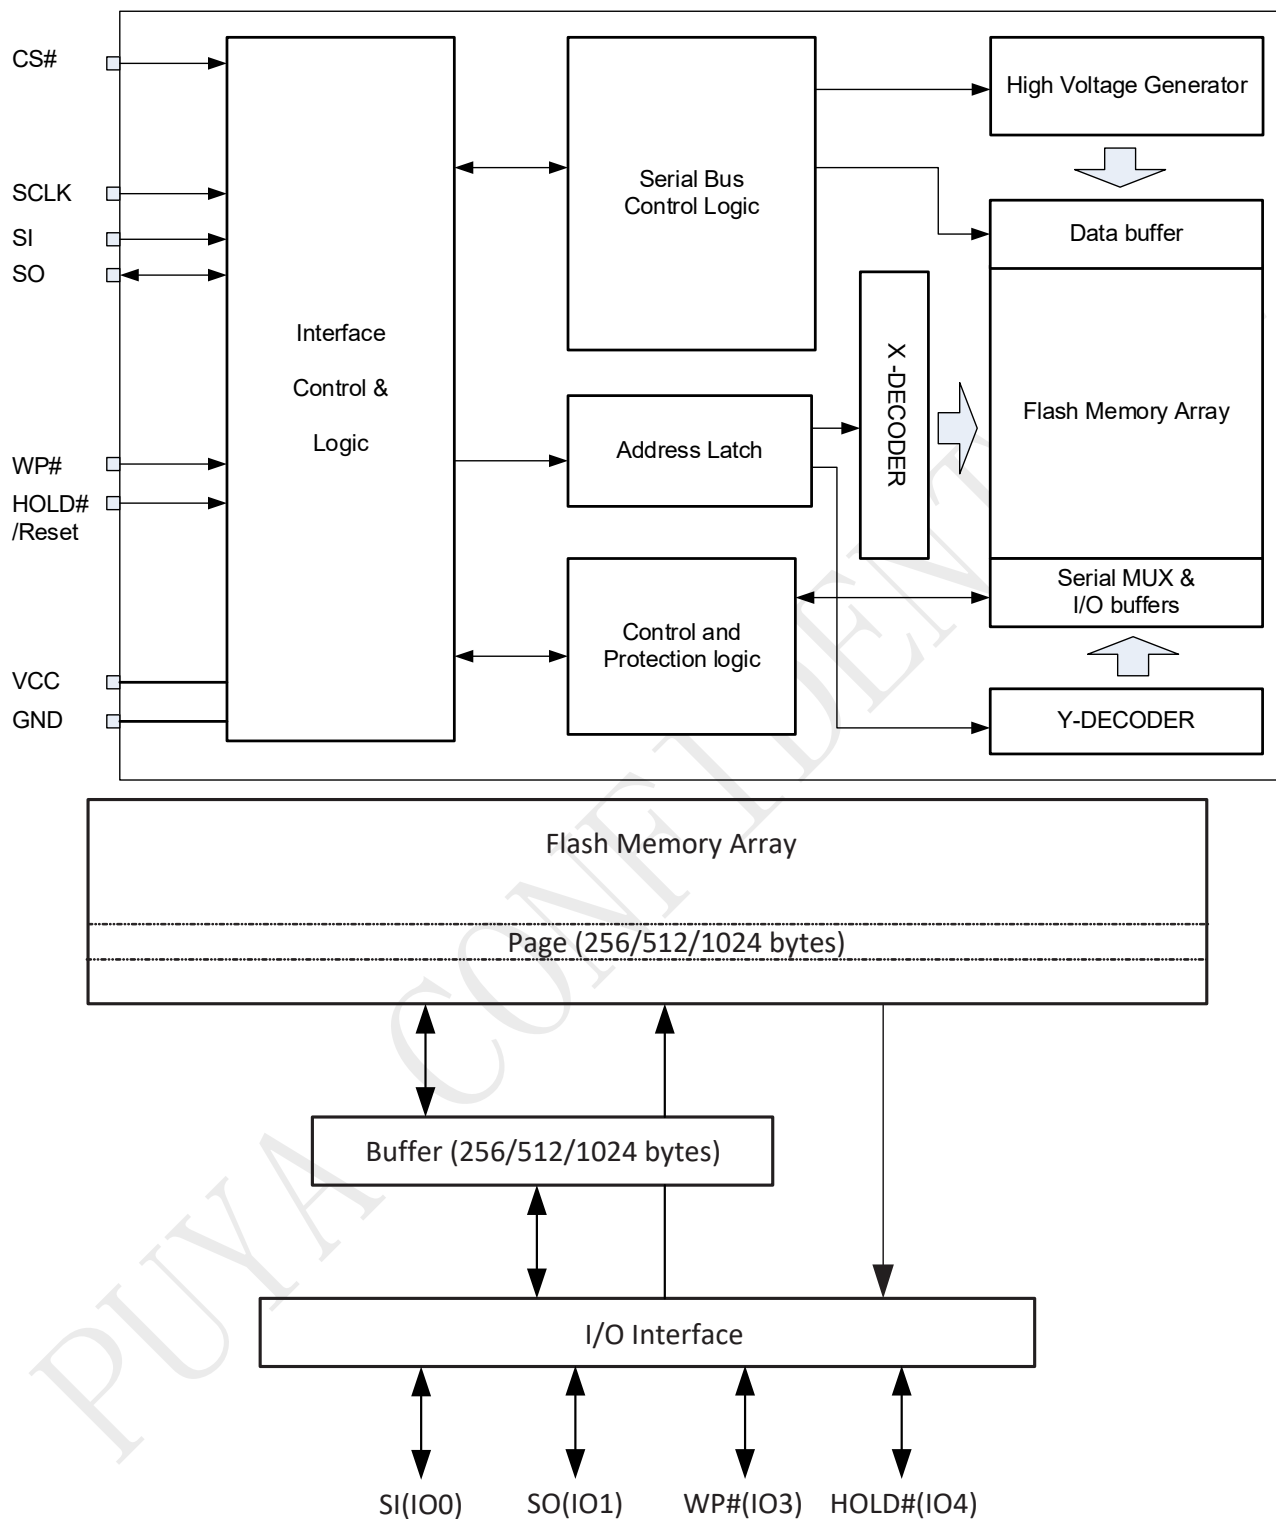 CS#
SCLK
SI
SO
WP#
HOLD#
/Reset
VCC
GND
Interface
Control &
Logic
Serial Bus
Control Logic
Address Latch
Control and
Protection logic
X -DECODER
High Voltage Generator
Data buffer
Flash Memory Array
Serial MUX &
I/O buffers
Y-DECODER
Flash Memory Array
Page (256/512/1024 bytes)
Buffer (256/512/1024 bytes)
I/O Interface
SI(IO0)
SO(IO1)
WP#(IO3)
HOLD#(IO4)
PUYA CONFIDENT